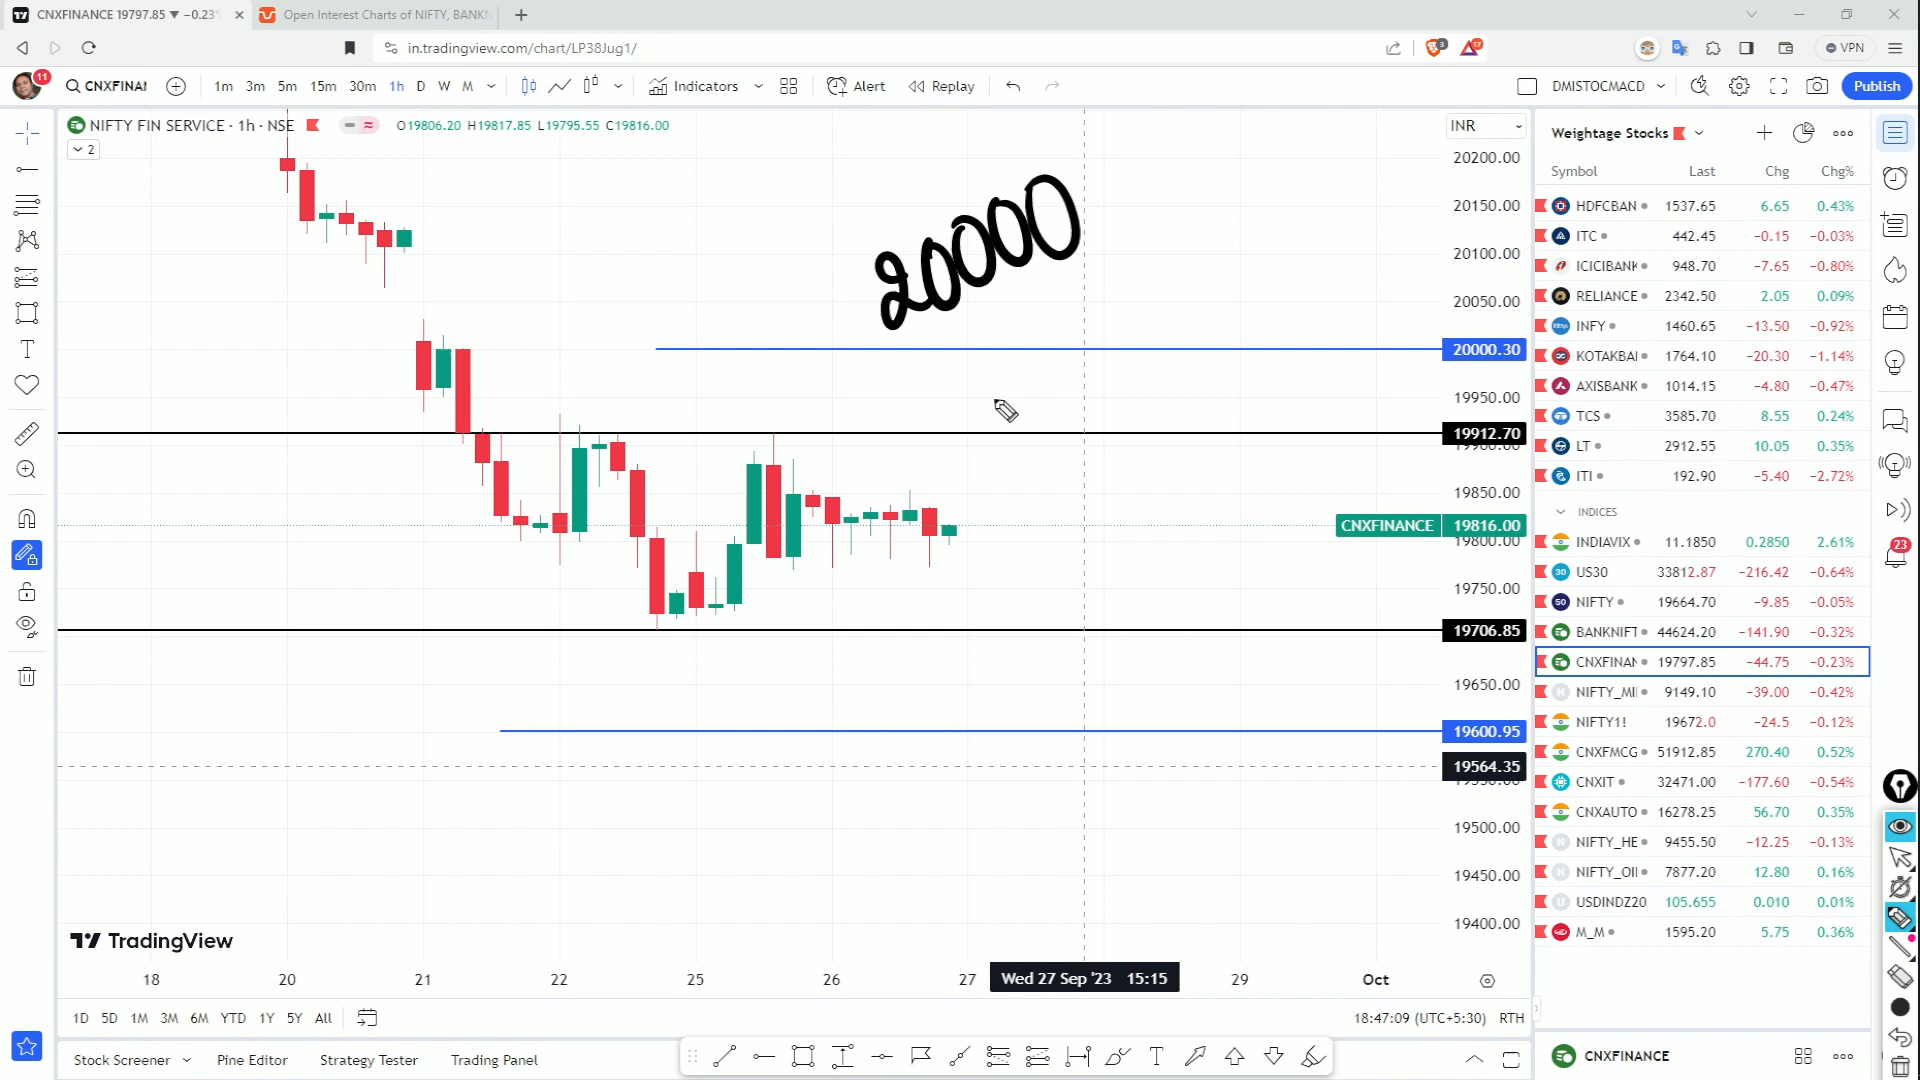 CNXFINANCE 19797.85 ▼ −0.23
Open Interest Charts of NIFTY, BANKN
in.tradingview.com/chart/LP38Jug1/
3
17
VPN
11
CNXFINAN
1m 3m 5m 15m 30m 1h D W M
Indicators
Alert
Replay
DMISTOCMACD
Publish
NIFTY FIN SERVICE · 1h · NSE
O19806.20 H19817.85 L19795.55 C19816.00
2
INR
20000
20200.00
20150.00
20100.00
20050.00
20000.30
19950.00
19912.70
19900.00
19850.00
CNXFINANCE 19816.00
19800.00
19750.00
19706.85
19650.00
19600.95
19564.35
19500.00
19450.00
19400.00
TradingView
18 20 21 22 25 26 27 Wed 27 Sep '23 15:15 29 Oct
1D 5D 1M 3M 6M YTD 1Y 5Y All
18:47:09 (UTC+5:30) RTH
Stock Screener Pine Editor Strategy Tester Trading Panel
Weightage Stocks
Symbol Last Chg Chg%
HDFCBAN 1537.65 6.65 0.43%
ITC 442.45 −0.15 −0.03%
ICICIBANK 948.70 −7.65 −0.80%
RELIANCE 2342.50 2.05 0.09%
INFY 1460.65 −13.50 −0.92%
KOTAKBAI 1764.10 −20.30 −1.14%
AXISBANK 1014.15 −4.80 −0.47%
TCS 3585.70 8.55 0.24%
LT 2912.55 10.05 0.35%
ITI 192.90 −5.40 −2.72%
INDICES
INDIAVIX 11.1850 0.2850 2.61%
30 US30 33812.87 −216.42 −0.64%
50 NIFTY 19664.70 −9.85 −0.05%
BANKNIFT 44624.20 −141.90 −0.32%
CNXFINAN 19797.85 −44.75 −0.23%
N NIFTY_MI 9149.10 −39.00 −0.42%
NIFTY1! 19672.0 −24.5 −0.12%
CNXFMCG 51912.85 270.40 0.52%
CNXIT 32471.00 −177.60 −0.54%
CNXAUTO 16278.25 56.70 0.35%
N NIFTY_HE 9455.50 −12.25 −0.13%
N NIFTY_OII 7877.20 12.80 0.16%
U USDINDZ20 105.655 0.010 0.01%
M_M 1595.20 5.75 0.36%
CNXFINANCE
23